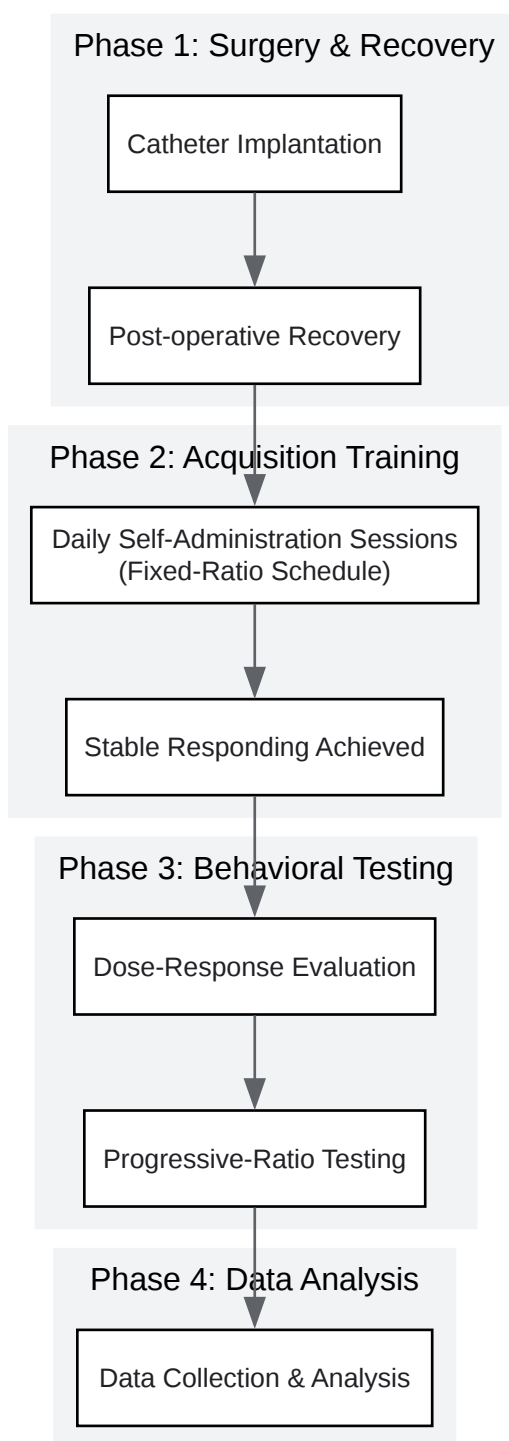 Phase 1: Surgery & Recovery
Catheter Implantation
Post-operative Recovery
Phase 2: Acquisition Training
Daily Self-Administration Sessions
(Fixed-Ratio Schedule)
Stable Responding Achieved
Phase 3: Behavioral Testing
Dose-Response Evaluation
Progressive-Ratio Testing
Phase 4: Data Analysis
Data Collection & Analysis